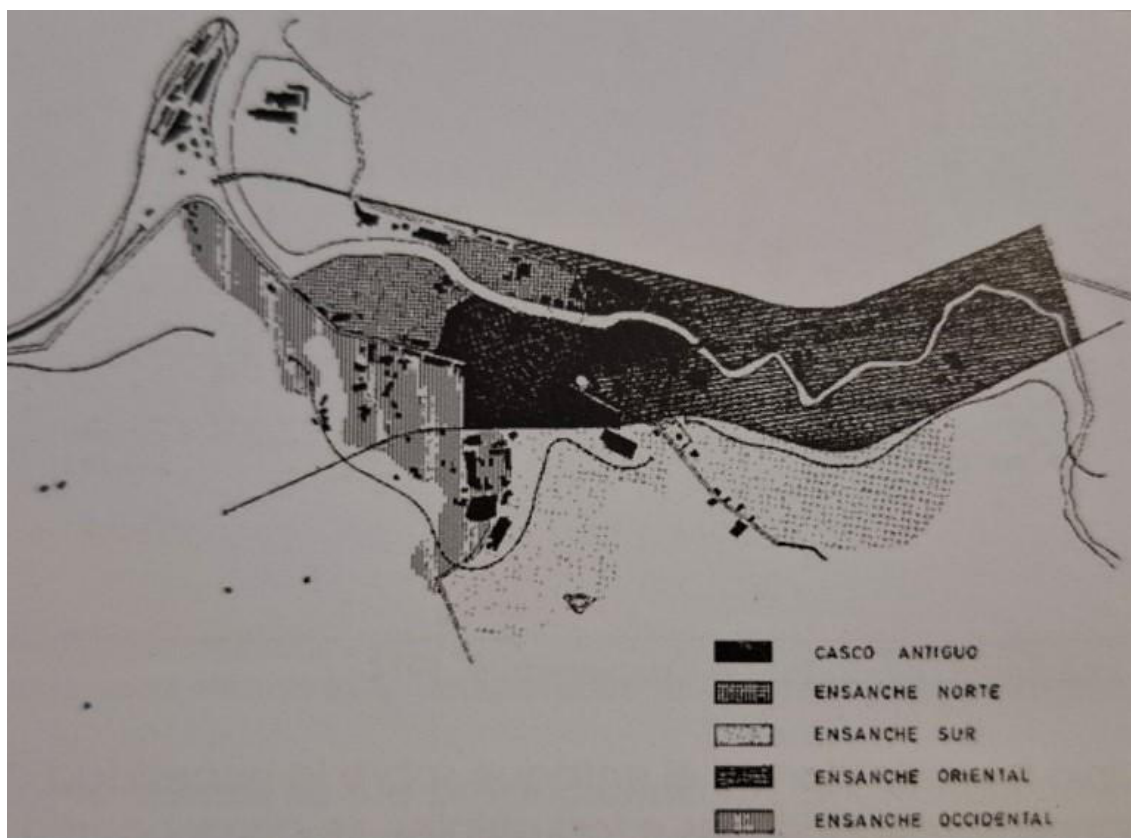 CASCO ANTIGUO
ENSANCHE NORTE
ENSANCHE SUR
ENSANCHE ORIENTAL
ENSANCHE OCCIDENTAL